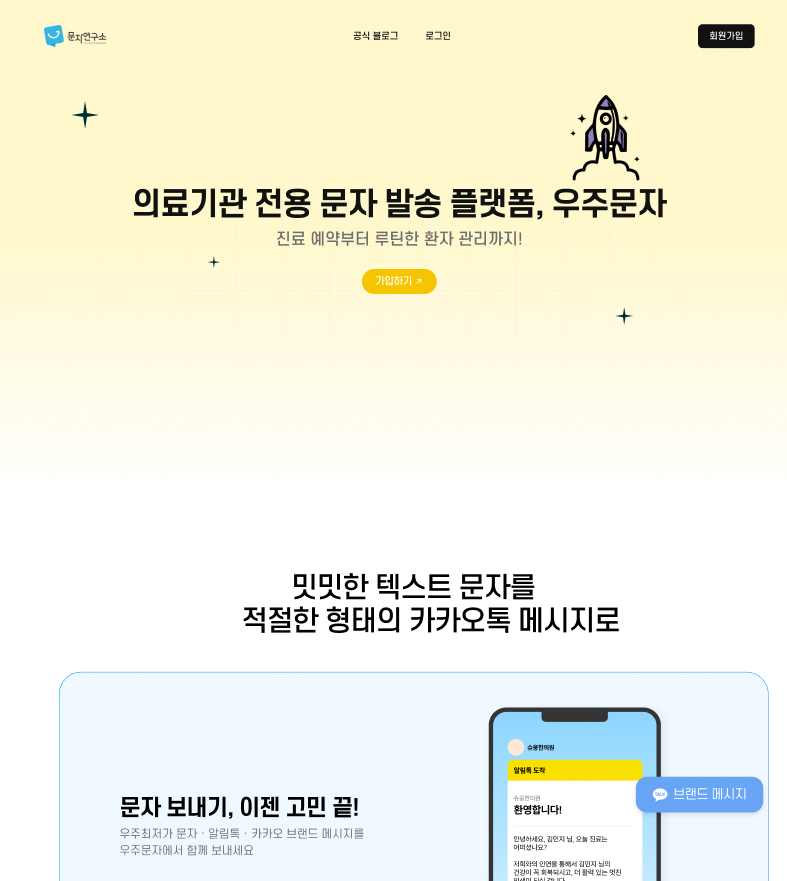 문자연구소
공식 블로그
로그인
회원가입
의료기관 전용 문자 발송 플랫폼, 우주문자
진료 예약부터 루틴한 환자 관리까지!
가입하기
밋밋한 텍스트 문자를
적절한 형태의 카카오톡 메시지로
문자 보내기, 이젠 고민 끝!
우주최저가 문자 · 알림톡 · 카카오 브랜드 메시지를
우주문자에서 함께 보내세요
슈웅한의원
알림톡 도착
슈웅한의원
환영합니다!
안녕하세요, 김민지 님, 오늘 진료는
어떠셨나요?
저희와의 인연을 통해서 김민지 님의
건강이 꼭 회복되시고, 더 활력 있는 멋진
브랜드 메시지